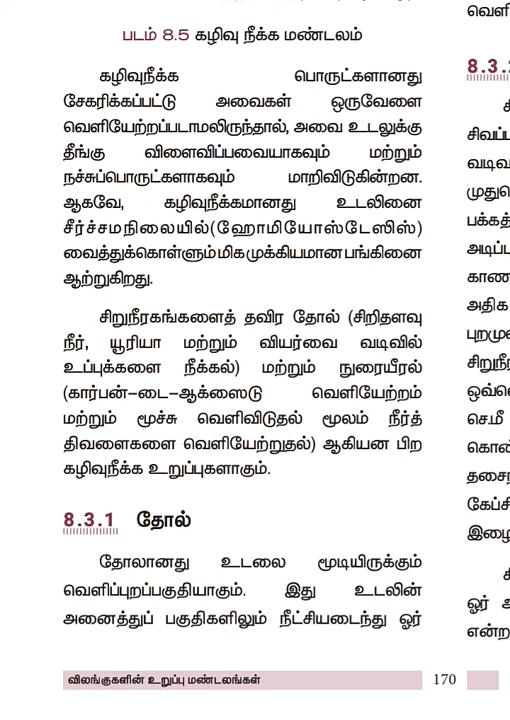 படம் 8.5 கழிவு நீக்க மண்டலம்
கழிவுநீக்க பொருட்களானது
சேகரிக்கப்பட்டு அவைகள் ஒருவேளை
வெளியேற்றப்படாமலிருந்தால், அவை உடலுக்கு
தீங்கு விளைவிப்பவையாகவும் மற்றும்
நச்சுப்பொருட்களாகவும் மாறிவிடுகின்றன.
ஆகவே, கழிவுநீக்கமானது உடலினை
சீர்ச்சமநிலையில்(ஹோமியோஸ்டேஸிஸ்)
வைத்துக்கொள்ளும் மிக முக்கியமான பங்கினை
ஆற்றுகிறது.
சிறுநீரகங்களைத் தவிர தோல் (சிறிதளவு
நீர், யூரியா மற்றும் வியர்வை வடிவில்
உப்புக்களை நீக்கல்) மற்றும் நுரையீரல்
(கார்பன்–டை–ஆக்ஸைடு வெளியேற்றம்
மற்றும் மூச்சு வெளிவிடுதல் மூலம் நீர்த்
திவளைகளை வெளியேற்றுதல்) ஆகியன பிற
கழிவுநீக்க உறுப்புகளாகும்.
8.3.1 தோல்
தோலானது உடலை மூடியிருக்கும்
வெளிப்புறப்பகுதியாகும். இது உடலின்
அனைத்துப் பகுதிகளிலும் நீட்சியடைந்து ஓர்
விலங்குகளின் உறுப்பு மண்டலங்கள் 170